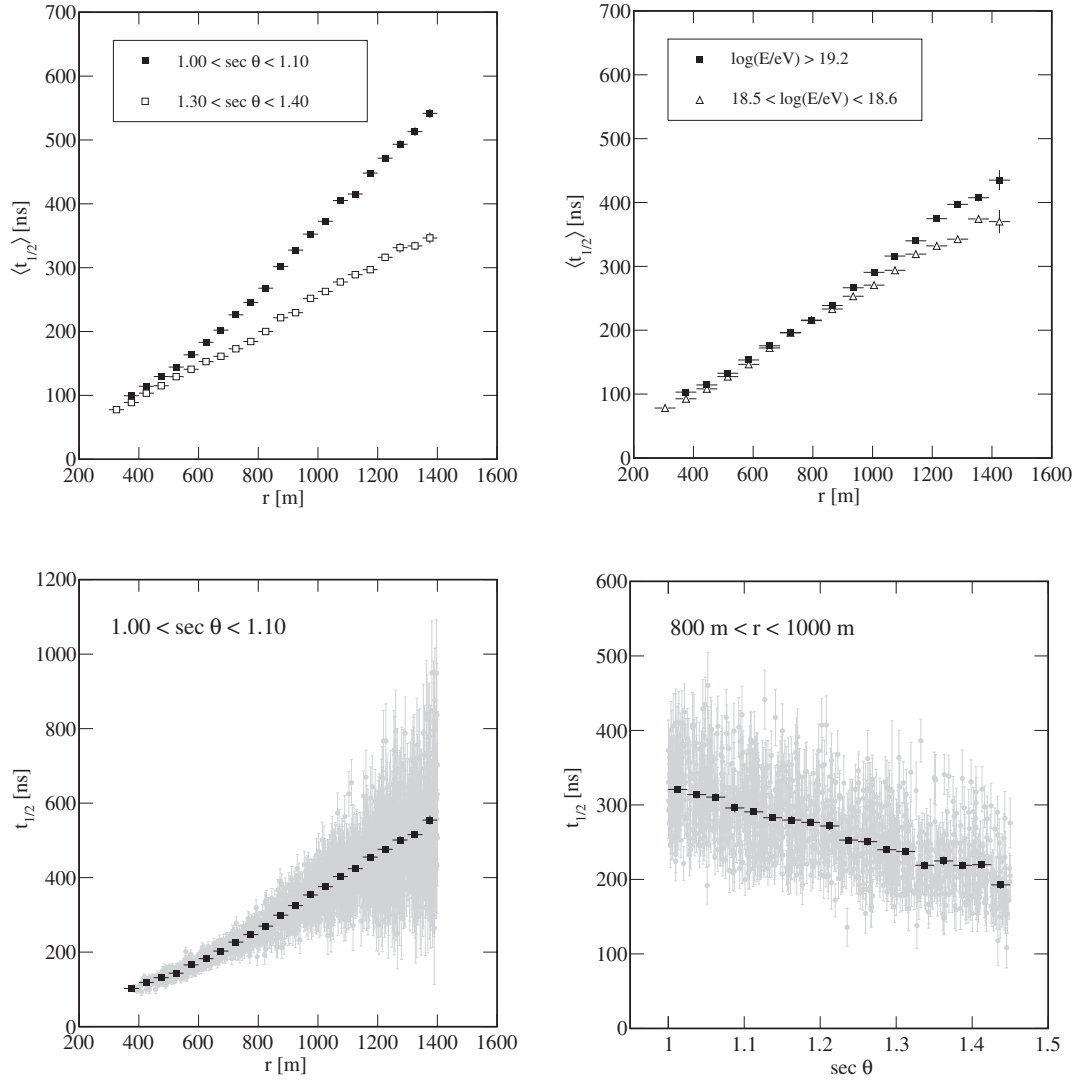 700
600
500
400
300
200
100
0
200 400 600 800 1000 1200 1400 1600
r [m]
⟨t1/2⟩ [ns]
1.00 < sec θ < 1.10
1.30 < sec θ < 1.40
700
600
500
400
300
200
100
0
200 400 600 800 1000 1200 1400 1600
r [m]
⟨t1/2⟩ [ns]
log(E/eV) > 19.2
18.5 < log(E/eV) < 18.6
1200
1000
800
600
400
200
0
200 400 600 800 1000 1200 1400 1600
r [m]
t1/2 [ns]
1.00 < sec θ < 1.10
600
500
400
300
200
100
0
1 1.1 1.2 1.3 1.4 1.5
sec θ
t1/2 [ns]
800 m < r < 1000 m